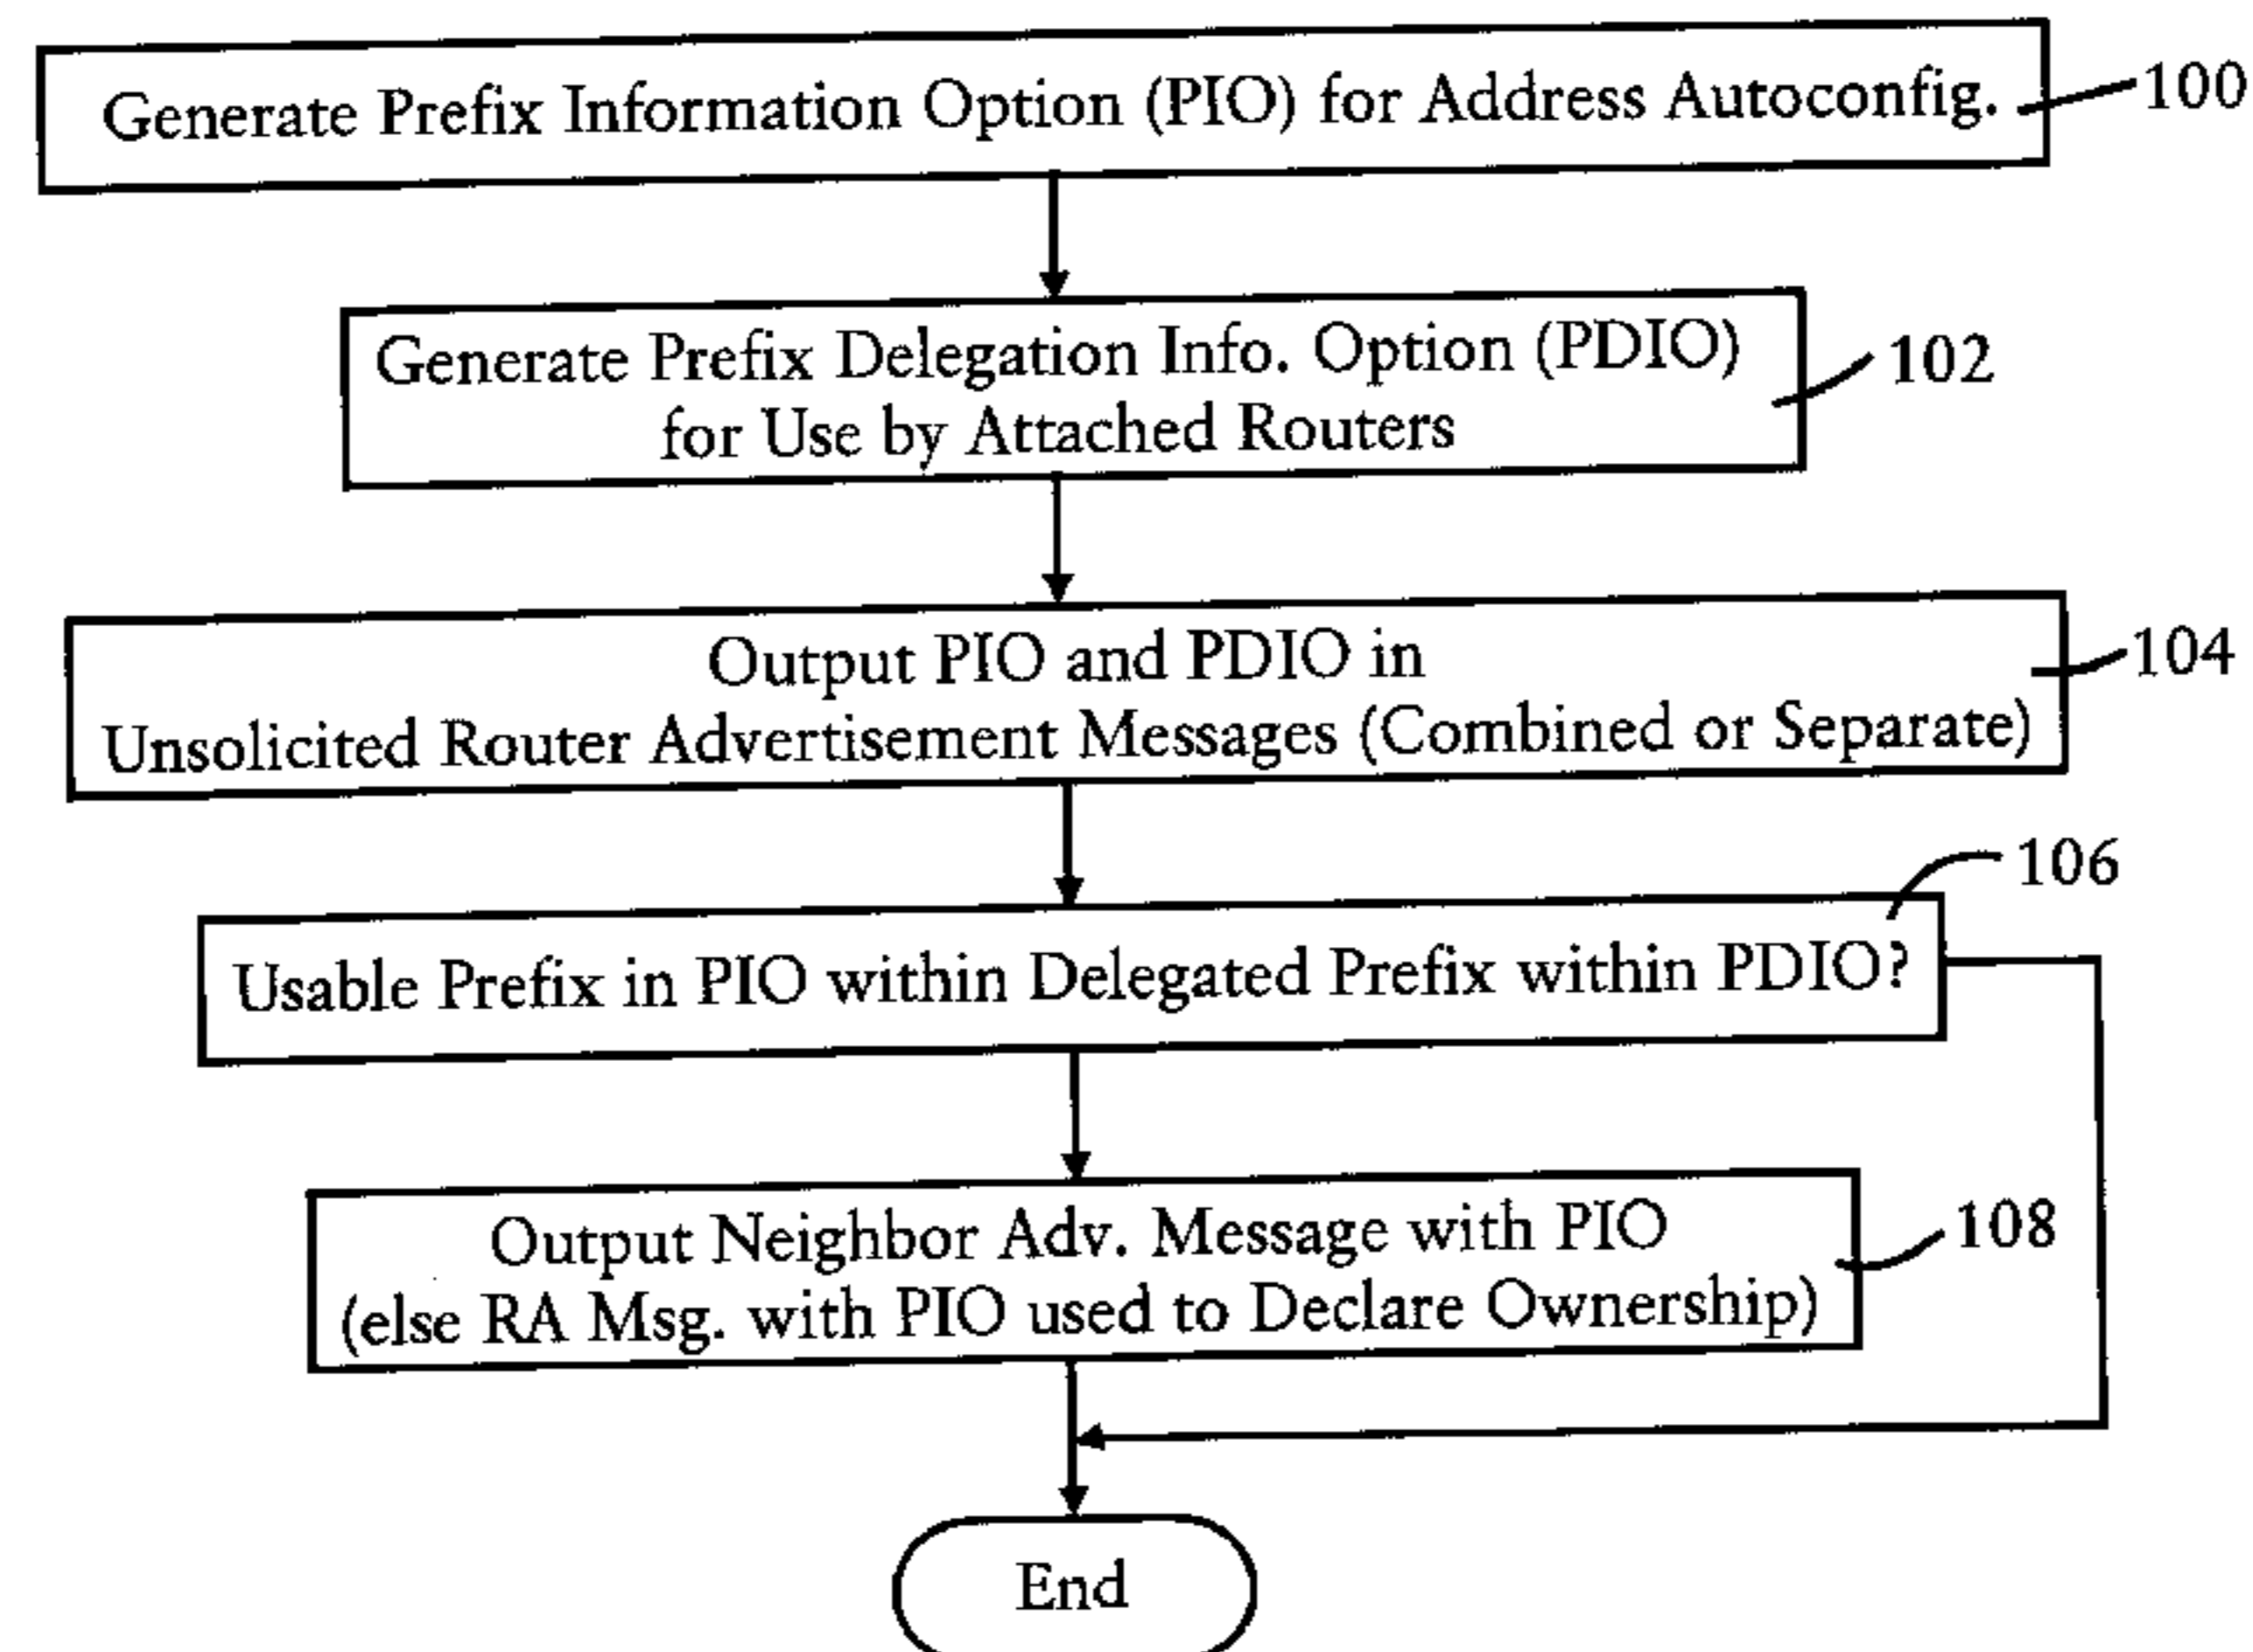 Generate Prefix Information Option (PIO) for Address Autoconfig.
100
Generate Prefix Delegation Info. Option (PDIO)
for Use by Attached Routers
102
Output PIO and PDIO in
Unsolicited Router Advertisement Messages (Combined or Separate)
104
106
Usable Prefix in PIO within Delegated Prefix within PDIO?
Output Neighbor Adv. Message with PIO
(else RA Msg. with PIO used to Declare Ownership)
108
End